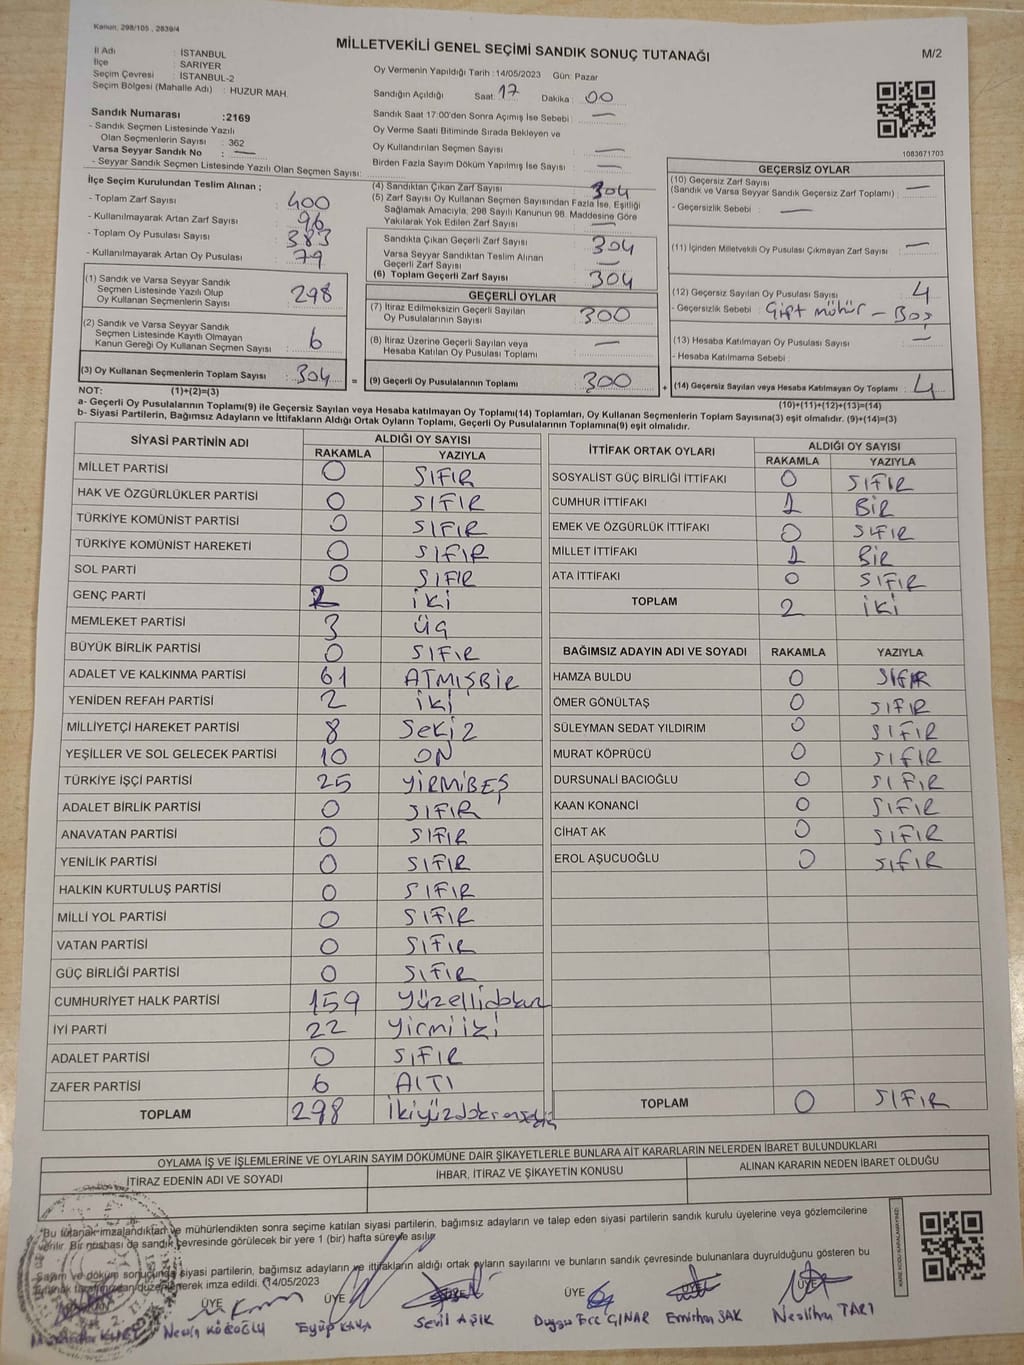 Kanun, 298/105 , 2839/4
MİLLETVEKİLİ GENEL SEÇİMİ SANDIK SONUÇ TUTANAĞI
M/2
İl Adı : İSTANBUL
İlçe : SARIYER
Seçim Çevresi : İSTANBUL-2
Seçim Bölgesi (Mahalle Adı) : HUZUR MAH.
Sandık Numarası :2169
- Sandık Seçmen Listesinde Yazılı
Olan Seçmenlerin Sayısı : 362
Varsa Seyyar Sandık No : —
- Seyyar Sandık Seçmen Listesinde Yazılı Olan Seçmen Sayısı:
Oy Vermenin Yapıldığı Tarih :14/05/2023 Gün: Pazar
Sandığın Açıldığı Saat: 17 Dakika : 00
Sandık Saat 17:00'den Sonra Açımış İse Sebebi : —
Oy Verme Saati Bitiminde Sırada Bekleyen ve
Oy Kullandırılan Seçmen Sayısı : —
Birden Fazla Sayım Döküm Yapılmış İse Sayısı : —
1083671703
İlçe Seçim Kurulundan Teslim Alınan ;
- Toplam Zarf Sayısı : 400
- Kullanılmayarak Artan Zarf Sayısı : 96
- Toplam Oy Pusulası Sayısı : 383
- Kullanılmayarak Artan Oy Pusulası : 79
(1) Sandık ve Varsa Seyyar Sandık
Seçmen Listesinde Yazılı Olup
Oy Kullanan Seçmenlerin Sayısı : 298
(2) Sandık ve Varsa Seyyar Sandık
Seçmen Listesinde Kayıtlı Olmayan
Kanun Gereği Oy Kullanan Seçmen Sayısı : 6
(3) Oy Kullanan Seçmenlerin Toplam Sayısı : 304
(4) Sandıktan Çıkan Zarf Sayısı : 304
(5) Zarf Sayısı Oy Kullanan Seçmen Sayısından Fazla İse, Eşitliği
Sağlamak Amacıyla, 298 Sayılı Kanunun 98. Maddesine Göre
Yakılarak Yok Edilen Zarf Sayısı : —
Sandıkta Çıkan Geçerli Zarf Sayısı : 304
Varsa Seyyar Sandıktan Teslim Alınan
Geçerli Zarf Sayısı : —
(6) Toplam Geçerli Zarf Sayısı : 304
GEÇERLİ OYLAR
(7) İtiraz Edilmeksizin Geçerli Sayılan
Oy Pusulalarının Sayısı : 300
(8) İtiraz Üzerine Geçerli Sayılan veya
Hesaba Katılan Oy Pusulası Toplamı : —
= (9) Geçerli Oy Pusulalarının Toplamı : 300
GEÇERSİZ OYLAR
(10) Geçersiz Zarf Sayısı
(Sandık ve Varsa Seyyar Sandık Geçersiz Zarf Toplamı) : —
- Geçersizlik Sebebi : —
(11) İçinden Milletvekili Oy Pusulası Çıkmayan Zarf Sayısı : —
(12) Geçersiz Sayılan Oy Pusulası Sayısı : 4
- Geçersizlik Sebebi : Çift mühür - Boş
(13) Hesaba Katılmayan Oy Pusulası Sayısı : —
- Hesaba Katılmama Sebebi :
+ (14) Geçersiz Sayılan veya Hesaba Katılmayan Oy Toplamı : 4
NOT: (1)+(2)=(3)
(10)+(11)+(12)+(13)=(14)
a- Geçerli Oy Pusulalarının Toplamı(9) ile Geçersiz Sayılan veya Hesaba katılmayan Oy Toplamı(14) Toplamları, Oy Kullanan Seçmenlerin Toplam Sayısına(3) eşit olmalıdır. (9)+(14)=(3)
b- Siyasi Partilerin, Bağımsız Adayların ve İttifakların Aldığı Ortak Oyların Toplamı, Geçerli Oy Pusulalarının Toplamına(9) eşit olmalıdır.
SİYASİ PARTİNİN ADI ALDIĞI OY SAYISI
RAKAMLA YAZIYLA
MİLLET PARTİSİ 0 SIFIR
HAK VE ÖZGÜRLÜKLER PARTİSİ 0 SIFIR
TÜRKİYE KOMÜNİST PARTİSİ 0 SIFIR
TÜRKİYE KOMÜNİST HAREKETİ 0 SIFIR
SOL PARTİ 0 SIFIR
GENÇ PARTİ 2 iKi
MEMLEKET PARTİSİ 3 üç
BÜYÜK BİRLİK PARTİSİ 0 SIFIR
ADALET VE KALKINMA PARTİSİ 61 ATMIŞBİR
YENİDEN REFAH PARTİSİ 2 iki
MİLLİYETÇİ HAREKET PARTİSİ 8 Sekiz
YEŞİLLER VE SOL GELECEK PARTİSİ 10 ON
TÜRKİYE İŞÇİ PARTİSİ 25 YİRMİBEŞ
ADALET BİRLİK PARTİSİ 0 SIFIR
ANAVATAN PARTİSİ 0 SIFIR
YENİLİK PARTİSİ 0 SIFIR
HALKIN KURTULUŞ PARTİSİ 0 SIFIR
MİLLİ YOL PARTİSİ 0 SIFIR
VATAN PARTİSİ 0 SIFIR
GÜÇ BİRLİĞİ PARTİSİ 0 SIFIR
CUMHURİYET HALK PARTİSİ 159
İYİ PARTİ 22 Yirmiiki
ADALET PARTİSİ 0 SIFIR
ZAFER PARTİSİ 6 ALTI
TOPLAM 298
İTTİFAK ORTAK OYLARI ALDIĞI OY SAYISI
RAKAMLA YAZIYLA
SOSYALİST GÜÇ BİRLİĞİ İTTİFAKI 0 SIFIR
CUMHUR İTTİFAKI 1 BİR
EMEK VE ÖZGÜRLÜK İTTİFAKI 0 SIFIR
MİLLET İTTİFAKI 1 BİR
ATA İTTİFAKI 0 SIFIR
TOPLAM 2 iki
BAĞIMSIZ ADAYIN ADI VE SOYADI RAKAMLA YAZIYLA
HAMZA BULDU 0 SIFIR
ÖMER GÖNÜLTAŞ 0 SIFIR
SÜLEYMAN SEDAT YILDIRIM 0 SIFIR
MURAT KÖPRÜCÜ 0 SIFIR
DURSUNALİ BACIOĞLU 0 SIFIR
KAAN KONANCİ 0 SIFIR
CİHAT AK 0 SIFIR
EROL AŞUCUOĞLU 0 SIFIR
TOPLAM 0 SIFIR
OYLAMA İŞ VE İŞLEMLERİNE VE OYLARIN SAYIM DÖKÜMÜNE DAİR ŞİKAYETLERLE BUNLARA AİT KARARLARIN NELERDEN İBARET BULUNDUKLARI
İTİRAZ EDENİN ADI VE SOYADI İHBAR, İTİRAZ VE ŞİKAYETİN KONUSU ALINAN KARARIN NEDEN İBARET OLDUĞU
*Bu tutanak imzalandıktan ve mühürlendikten sonra seçime katılan siyasi partilerin, bağımsız adayların ve talep eden siyasi partilerin sandık kurulu üyelerine veya gözlemcilerine
verilir. Bir nüshası da sandık çevresinde görülecek bir yere 1 (bir) hafta süreyle asılır.
Sayım ve döküm sonucunda siyasi partilerin, bağımsız adayların ve ittifakların aldığı ortak oyların sayılarını ve bunların sandık çevresinde bulunanlara duyrulduğunu gösteren bu
tutanak tarafımızdan düzenlenerek imza edildi. 14/05/2023
ÜYE ÜYE ÜYE ÜYE ÜYE
Eyüp KAYA Sevil AŞIK Duygu Ece ÇINAR Emirhan SAK Neslihan TARI